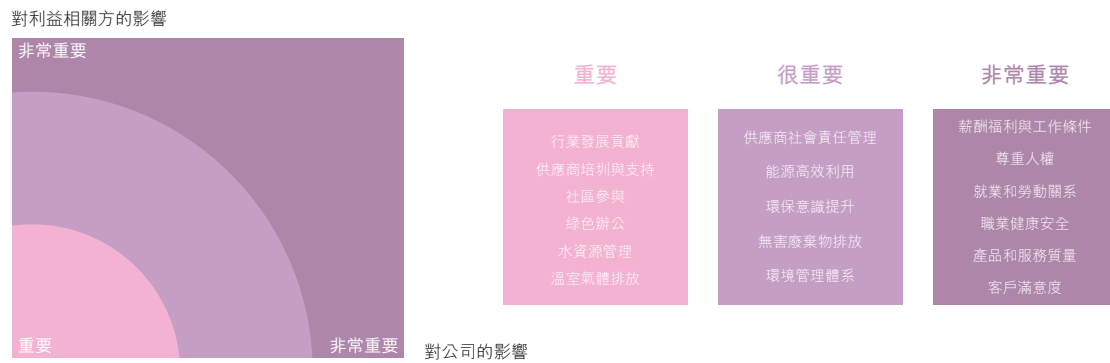 對利益相關方的影響
非常重要
重要
非常重要
對公司的影響
重要
行業發展貢獻
供應商培圳與支持
社區參與
綠色辦公
水資源管理
溫室氣體排放
很重要
供應商社會責任管理
能源高效利用
環保意識提升
無害廢棄物排放
環境管理體系
非常重要
薪酬福利與工作條件
尊重人權
就業和勞動關系
職業健康安全
產品和服務質量
客戶滿意度